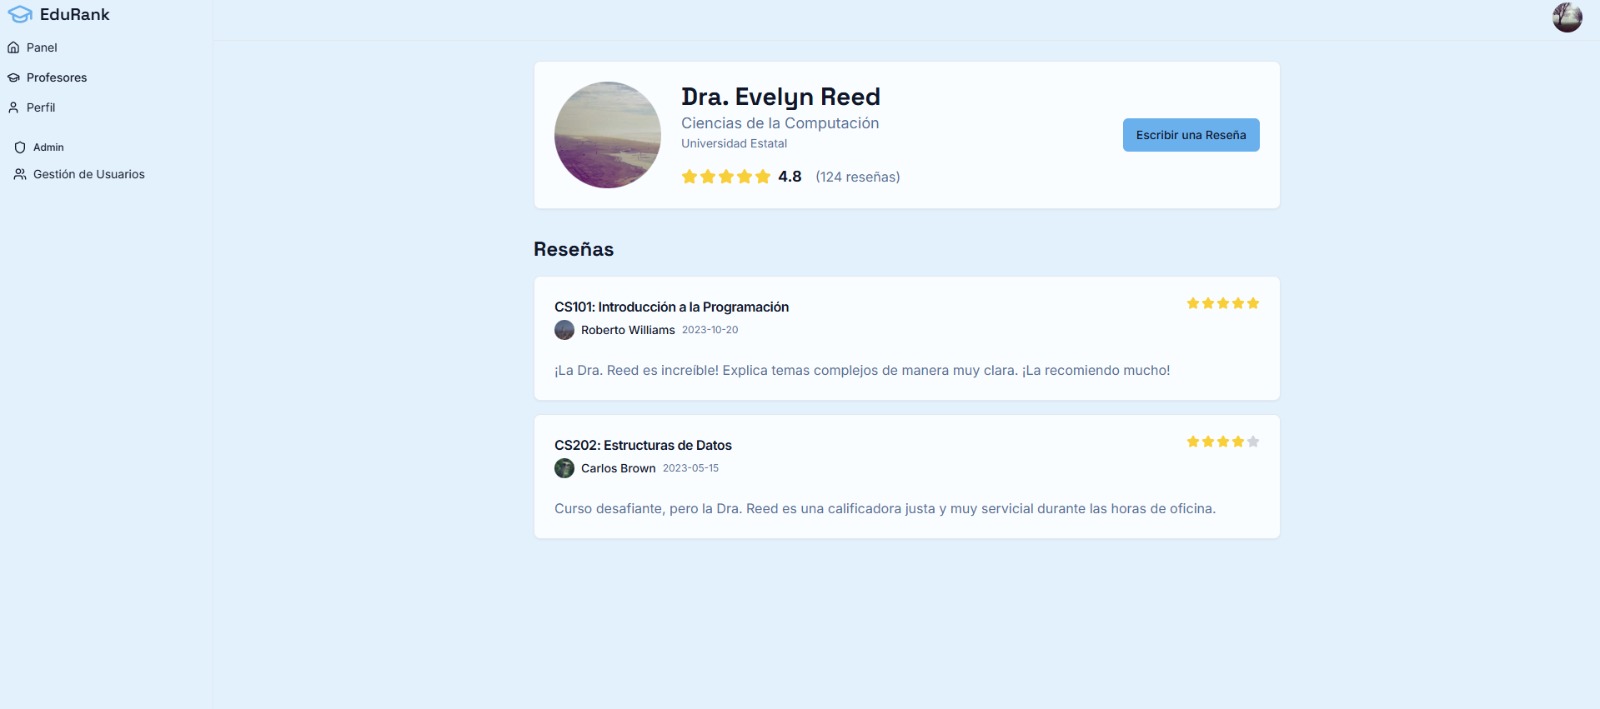 EduRank
Panel
Profesores
Perfil
Admin
Gestión de Usuarios
Dra. Evelyn Reed
Ciencias de la Computación
Universidad Estatal
4.8 (124 reseñas)
Escribir una Reseña
Reseñas
CS101: Introducción a la Programación
Roberto Williams 2023-10-20
¡La Dra. Reed es increíble! Explica temas complejos de manera muy clara. ¡La recomiendo mucho!
CS202: Estructuras de Datos
Carlos Brown 2023-05-15
Curso desafiante, pero la Dra. Reed es una calificadora justa y muy servicial durante las horas de oficina.